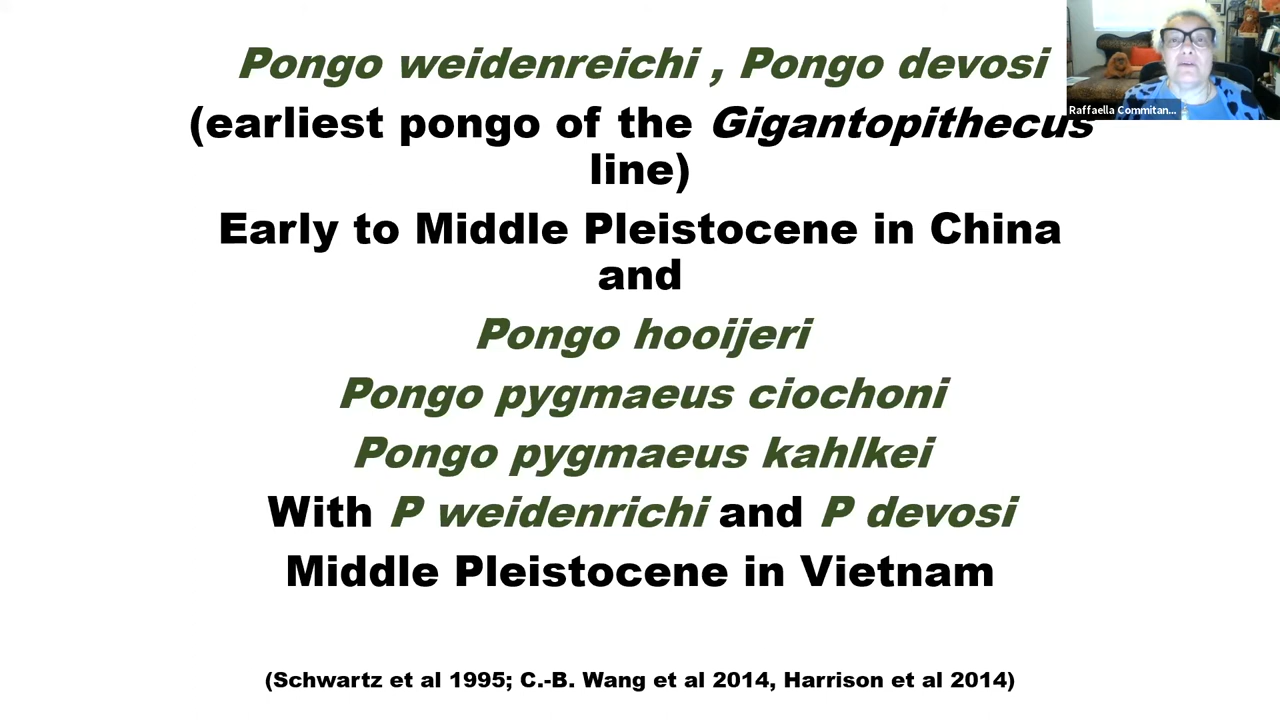 Pongo weidenreichi , Pongo devosi
(earliest pongo of the Gigantopithecus
line)
Early to Middle Pleistocene in China
and
Pongo hooijeri
Pongo pygmaeus ciochoni
Pongo pygmaeus kahlkei
With P weidenrichi and P devosi
Middle Pleistocene in Vietnam
(Schwartz et al 1995; C.-B. Wang et al 2014, Harrison et al 2014)
Raffaella Commitan...